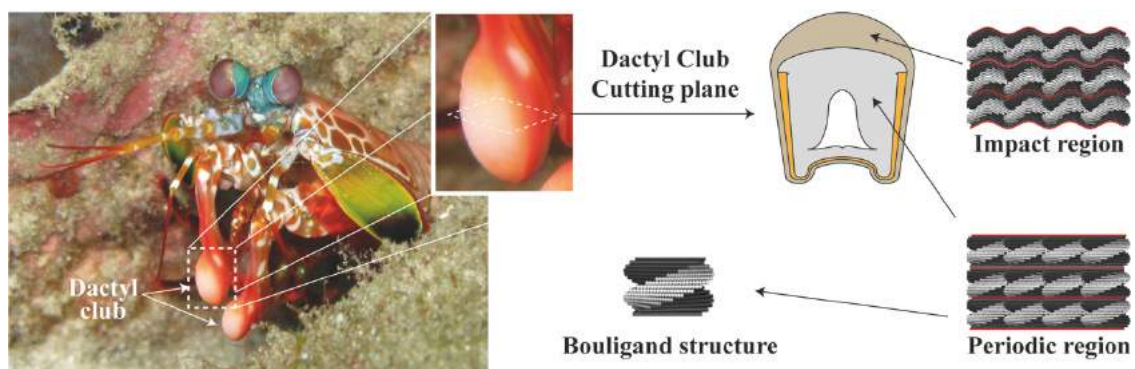 Dactyl
club
Dactyl Club
Cutting plane
Impact region
Bouligand structure
Periodic region